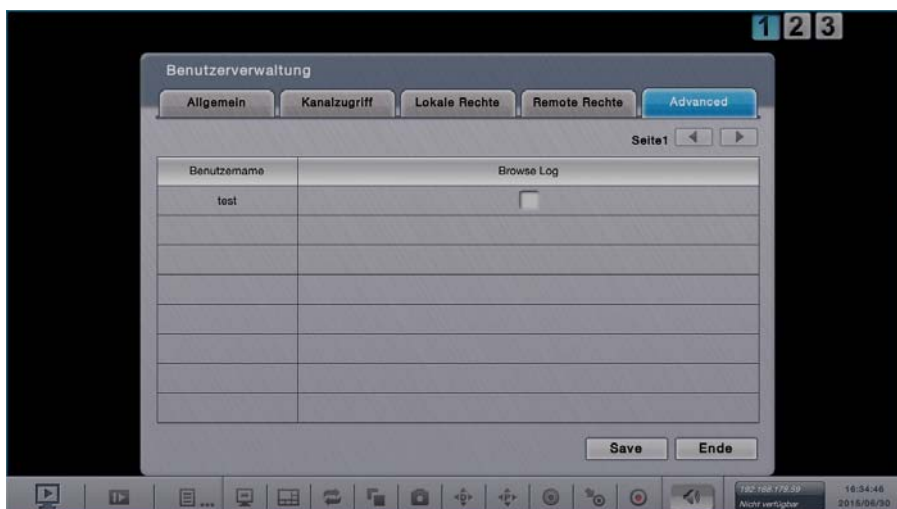 1 2 3
Benutzerverwaltung
Allgemein Kanalzugriff Lokale Rechte Remote Rechte Advanced
Seite1
Benutzername Browse Log
test
Save Ende
192.168.178.59 16:34:46
Nicht verfügbar 2015/06/30